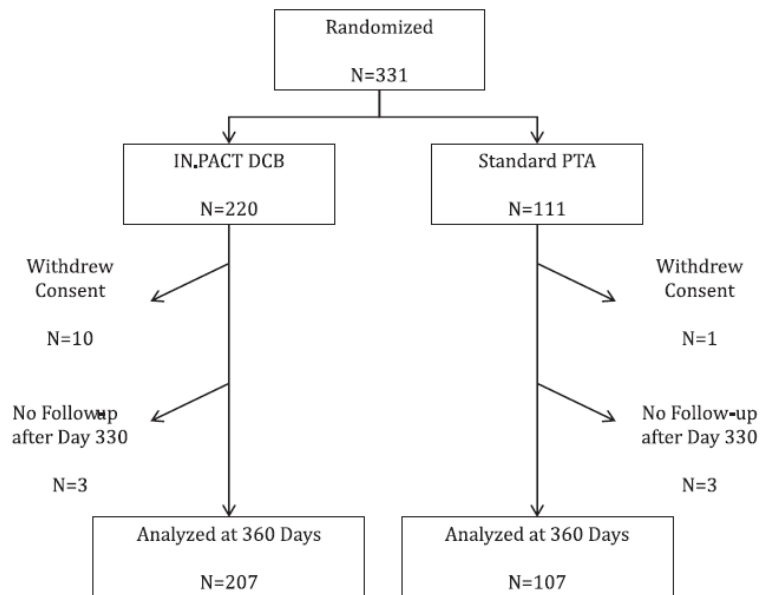 Randomized
N=331
IN.PACT DCB
N=220
Standard PTA
N=111
Withdrew
Consent
N=10
Withdrew
Consent
N=1
No Follow-up
after Day 330
N=3
No Follow-up
after Day 330
N=3
Analyzed at 360 Days
N=207
Analyzed at 360 Days
N=107